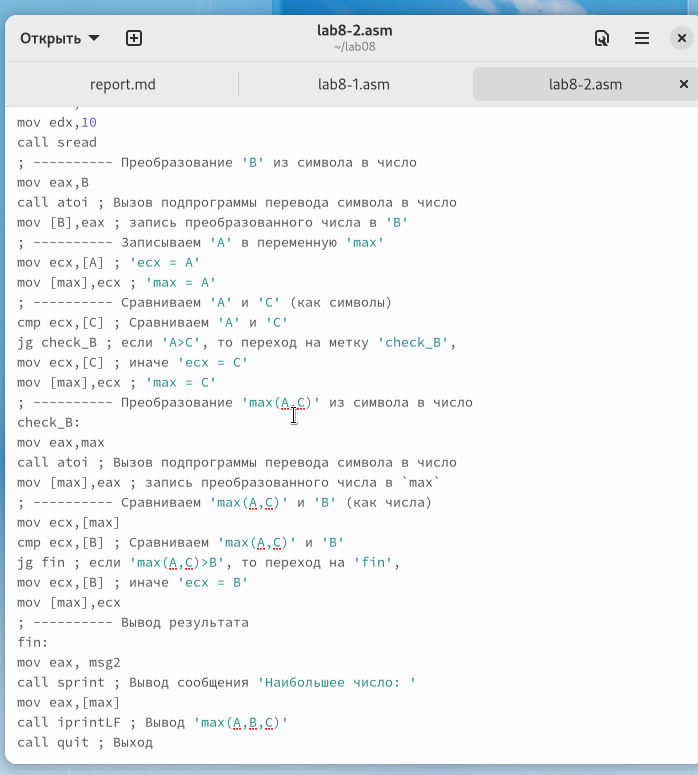 Открыть
lab8-2.asm
~/lab08
report.md
lab8-1.asm
lab8-2.asm
mov edx,10
call sread
; ---------- Преобразование 'B' из символа в число
mov eax,B
call atoi ; Вызов подпрограммы перевода символа в число
mov [B],eax ; запись преобразованного числа в 'B'
; ---------- Записываем 'A' в переменную 'max'
mov ecx,[A] ; 'ecx = A'
mov [max],ecx ; 'max = A'
; ---------- Сравниваем 'A' и 'C' (как символы)
cmp ecx,[C] ; Сравниваем 'A' и 'C'
jg check_B ; если 'A>C', то переход на метку 'check_B',
mov ecx,[C] ; иначе 'ecx = C'
mov [max],ecx ; 'max = C'
; ---------- Преобразование 'max(A,C)' из символа в число
check_B:
mov eax,max
call atoi ; Вызов подпрограммы перевода символа в число
mov [max],eax ; запись преобразованного числа в `max`
; ---------- Сравниваем 'max(A,C)' и 'B' (как числа)
mov ecx,[max]
cmp ecx,[B] ; Сравниваем 'max(A,C)' и 'B'
jg fin ; если 'max(A,C)>B', то переход на 'fin',
mov ecx,[B] ; иначе 'ecx = B'
mov [max],ecx
; ---------- Вывод результата
fin:
mov eax, msg2
call sprint ; Вывод сообщения 'Наибольшее число: '
mov eax,[max]
call iprintLF ; Вывод 'max(A,B,C)'
call quit ; Выход